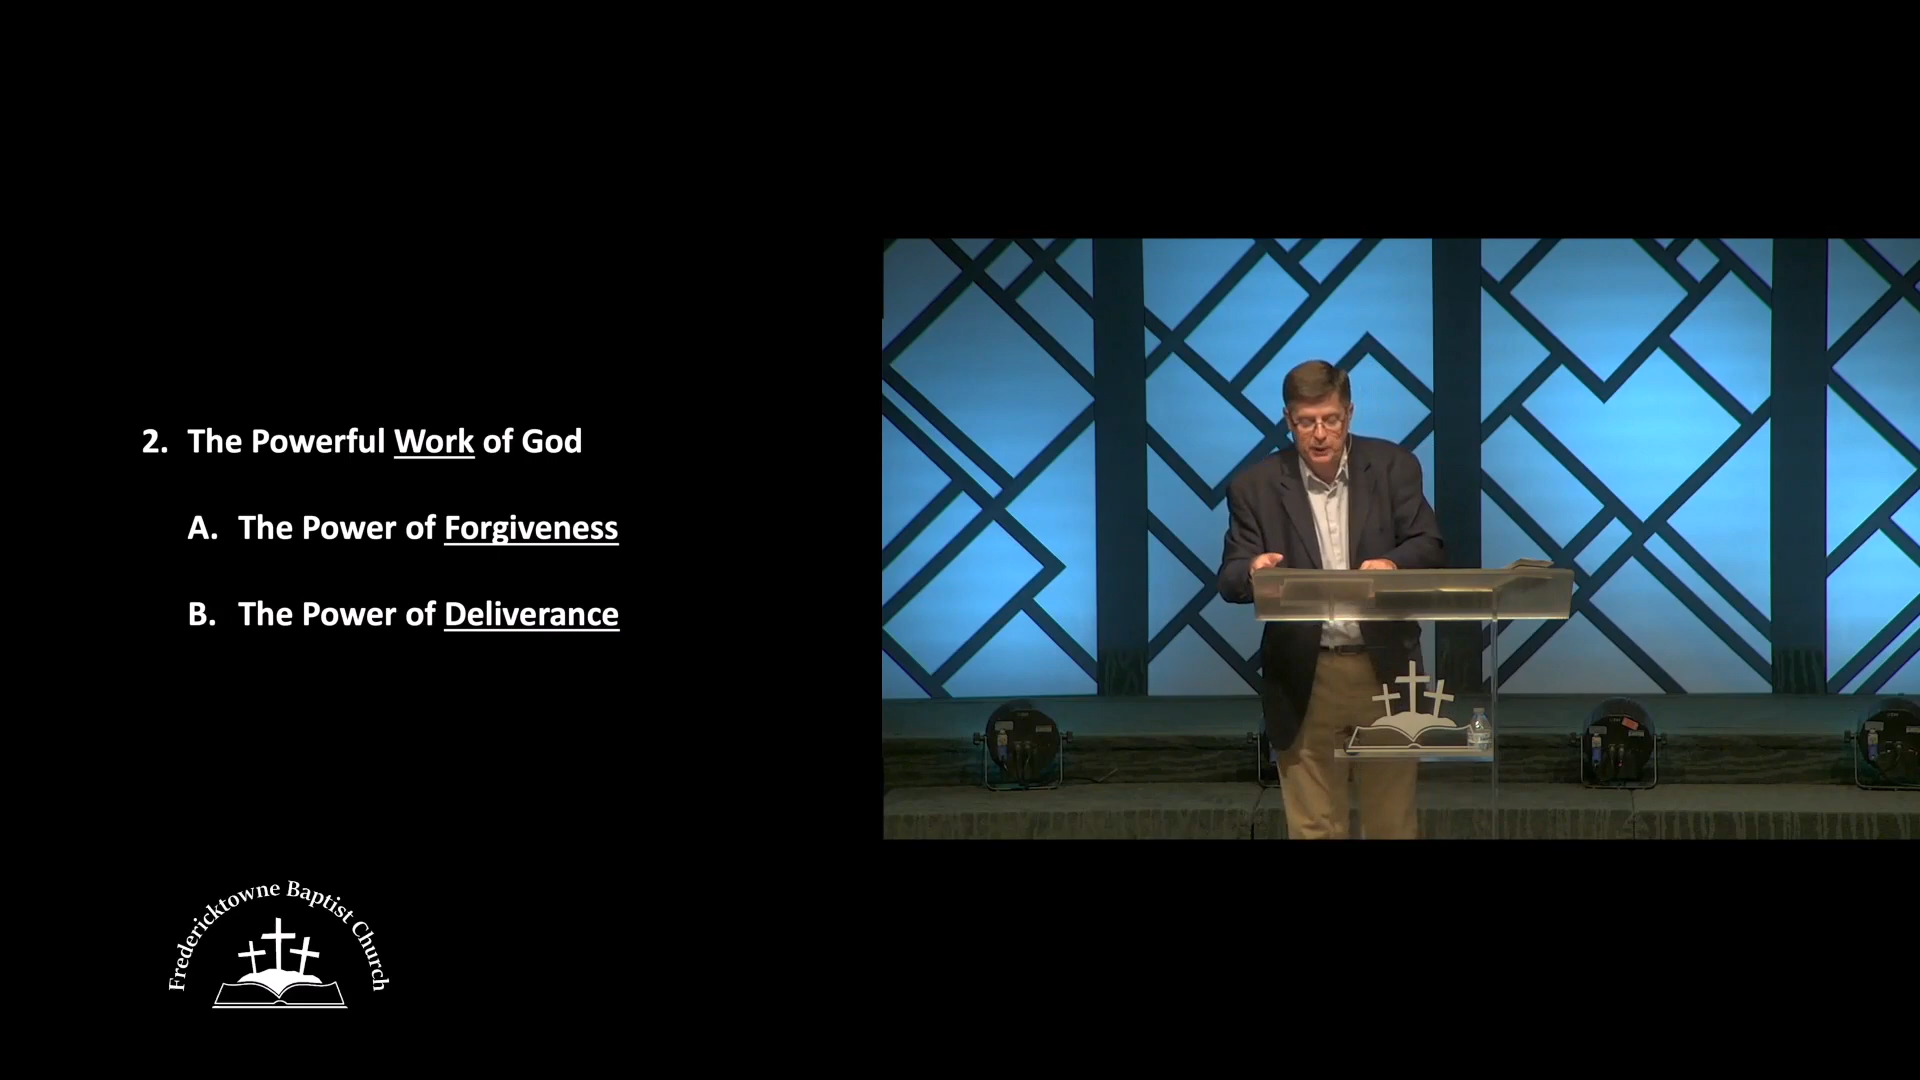 2. The Powerful Work of God
A. The Power of Forgiveness
B. The Power of Deliverance
Fredericktowne Baptist Church